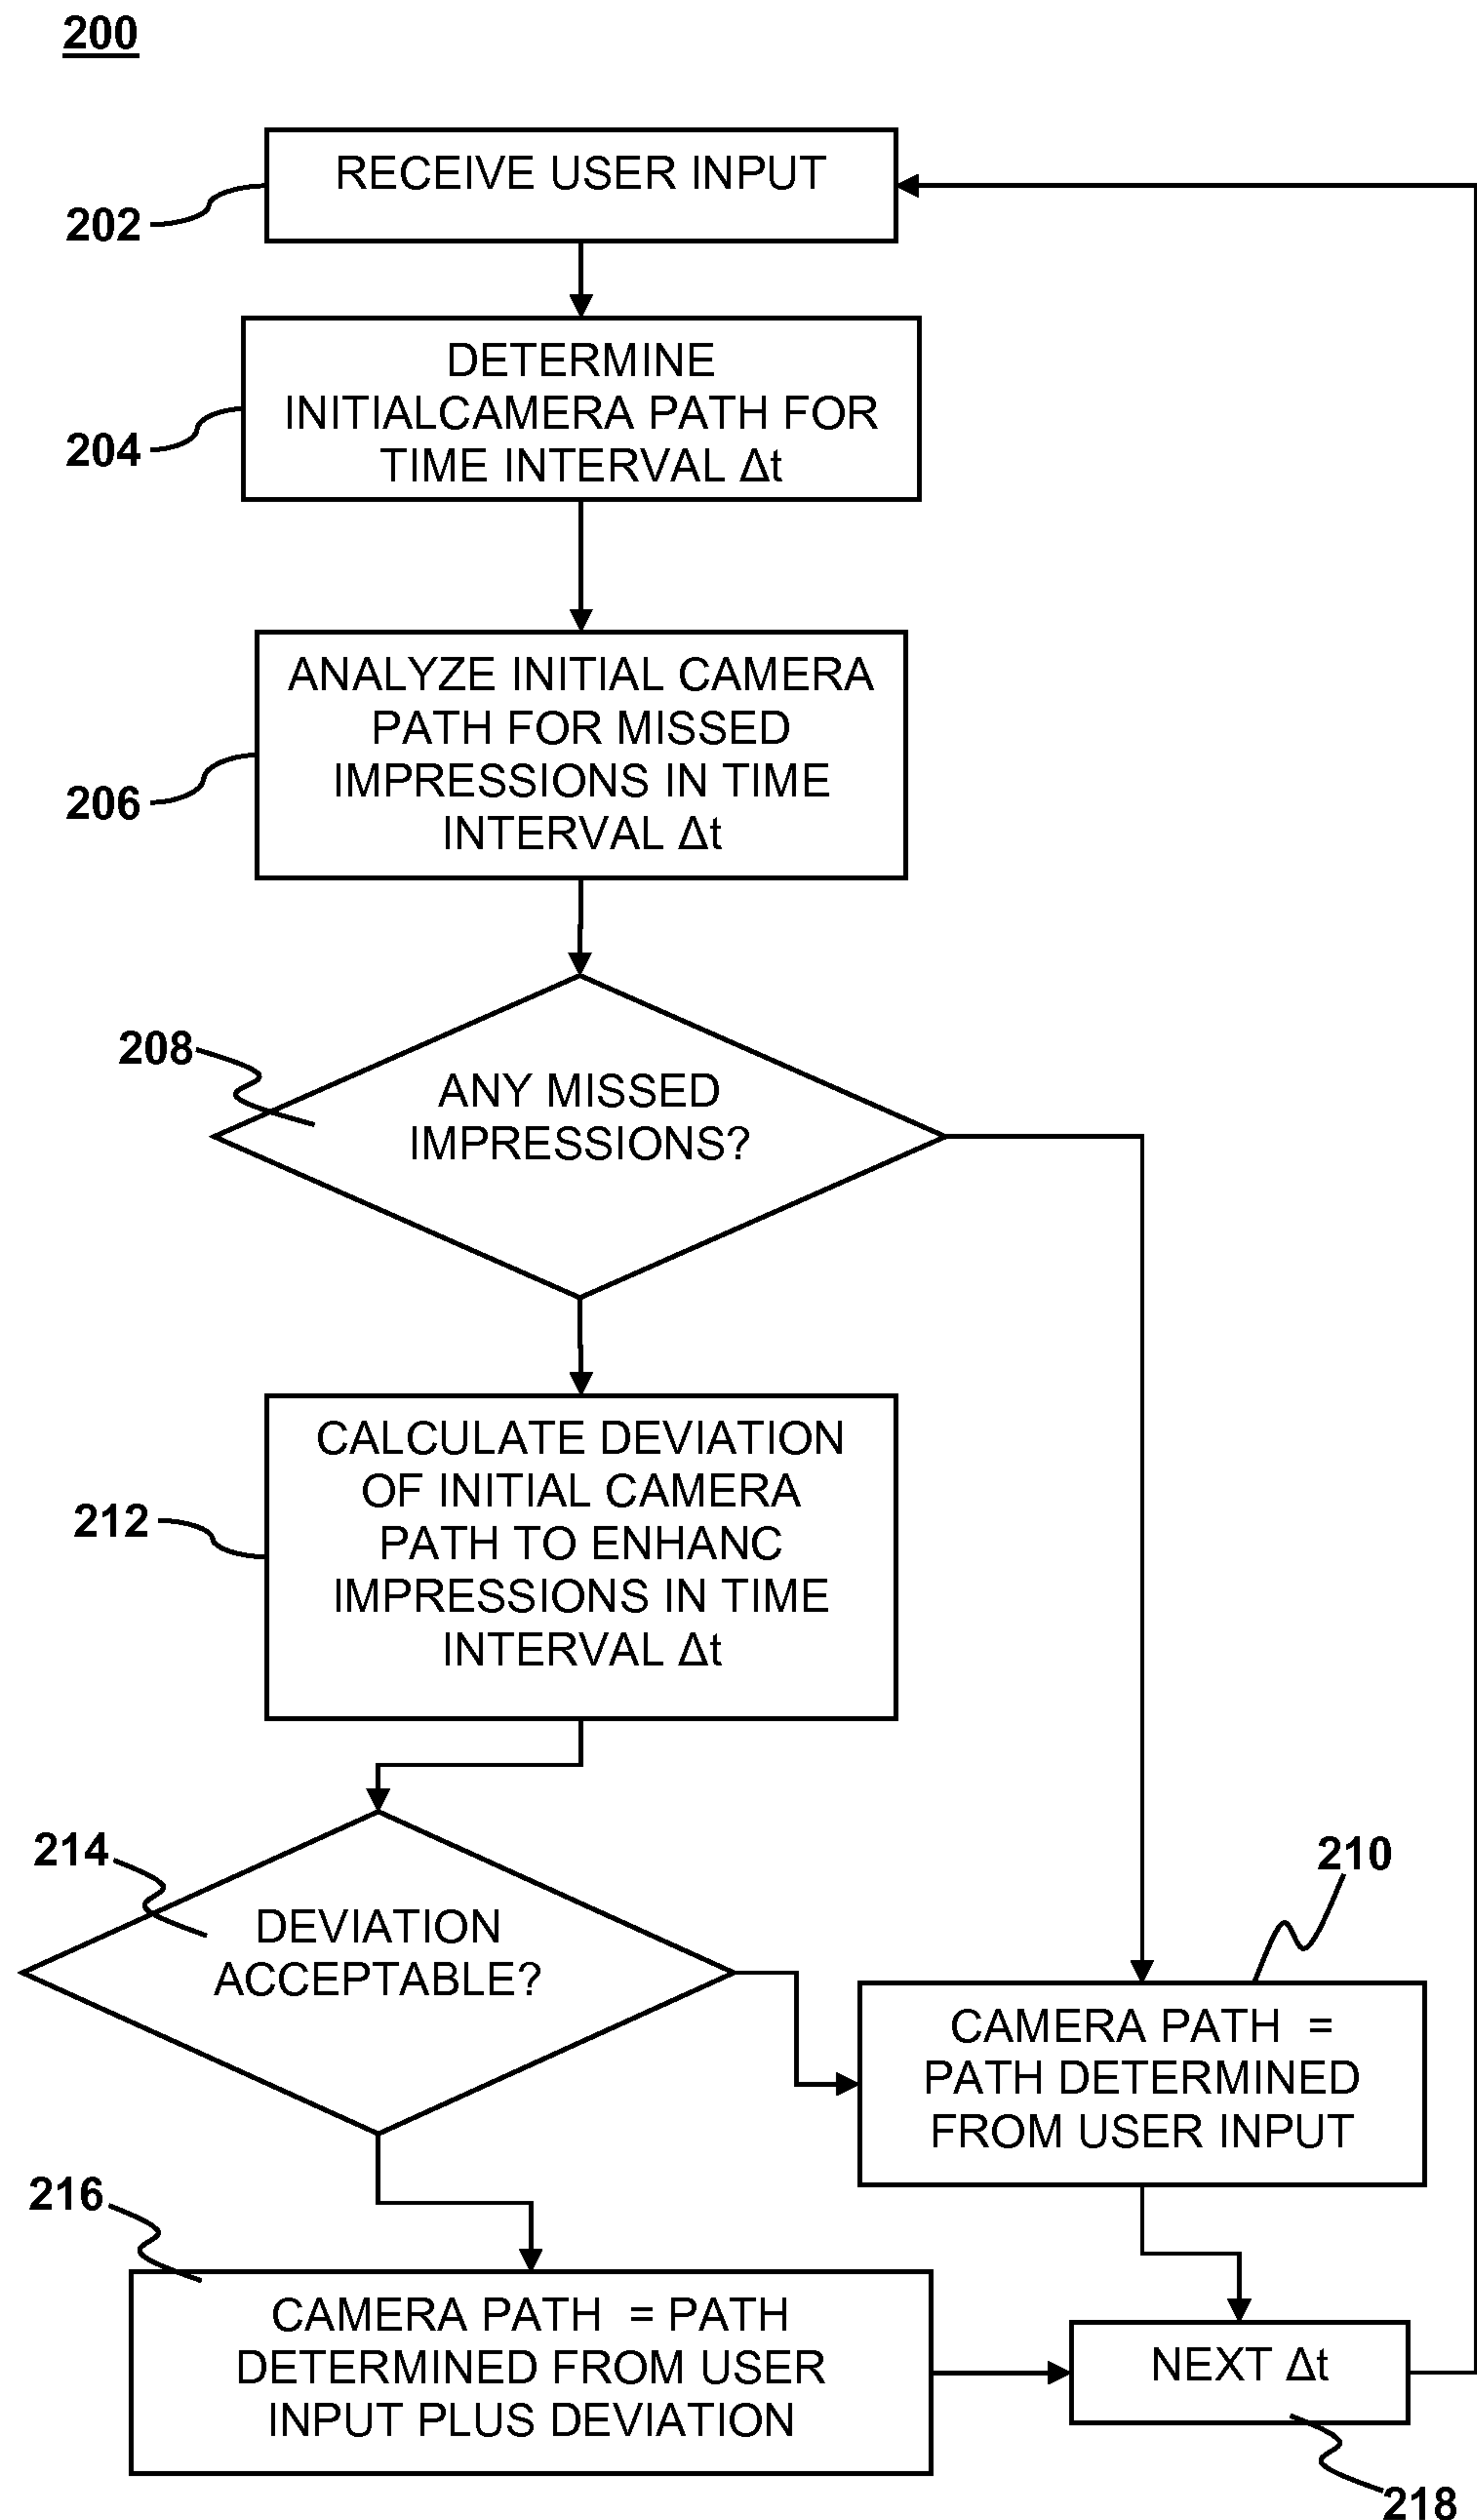 200
RECEIVE USER INPUT
202
DETERMINE
INITIALCAMERA PATH FOR
TIME INTERVAL Δt
204
ANALYZE INITIAL CAMERA
PATH FOR MISSED
IMPRESSIONS IN TIME
INTERVAL Δt
206
208
ANY MISSED
IMPRESSIONS?
CALCULATE DEVIATION
OF INITIAL CAMERA
PATH TO ENHANC
IMPRESSIONS IN TIME
INTERVAL Δt
212
214
DEVIATION
ACCEPTABLE?
210
CAMERA PATH =
PATH DETERMINED
FROM USER INPUT
216
CAMERA PATH = PATH
DETERMINED FROM USER
INPUT PLUS DEVIATION
NEXT Δt
218